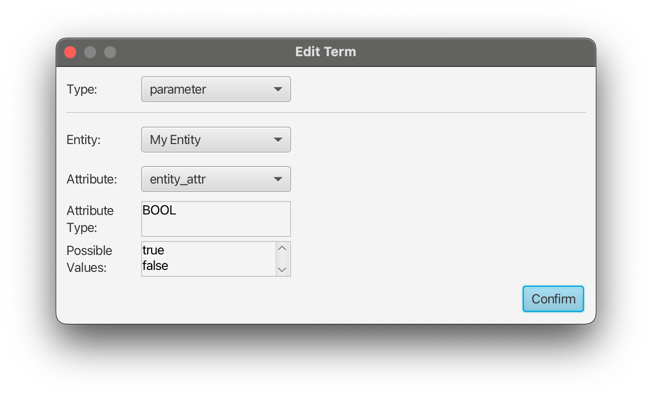 Edit Term
Type:
parameter
Entity:
My Entity
Attribute:
entity_attr
Attribute
Type:
BOOL
Possible
Values:
true
false
Confirm